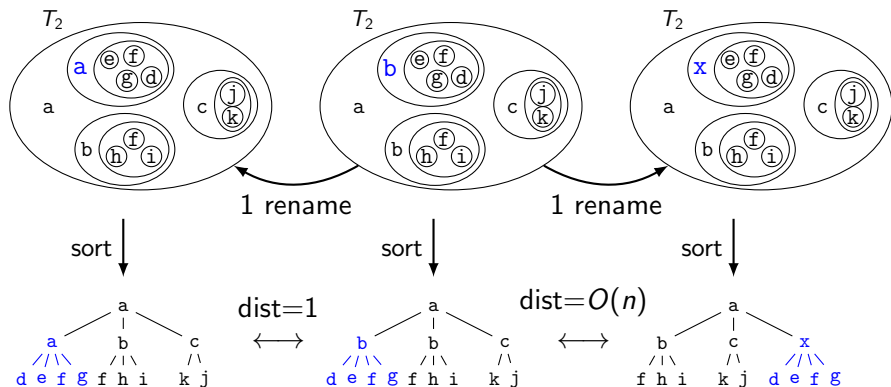 T2 T2 T2
a e f g d a c j k b f h i
b e f g d a c j k b f h i
x e f g d a c j k b f h i
1 rename 1 rename
sort sort sort
dist=1 dist=O(n)
a a a
⟷ ⟷
a b c b b c b c x
d e f g f h i k j d e f g f h i k j f h i k j d e f g